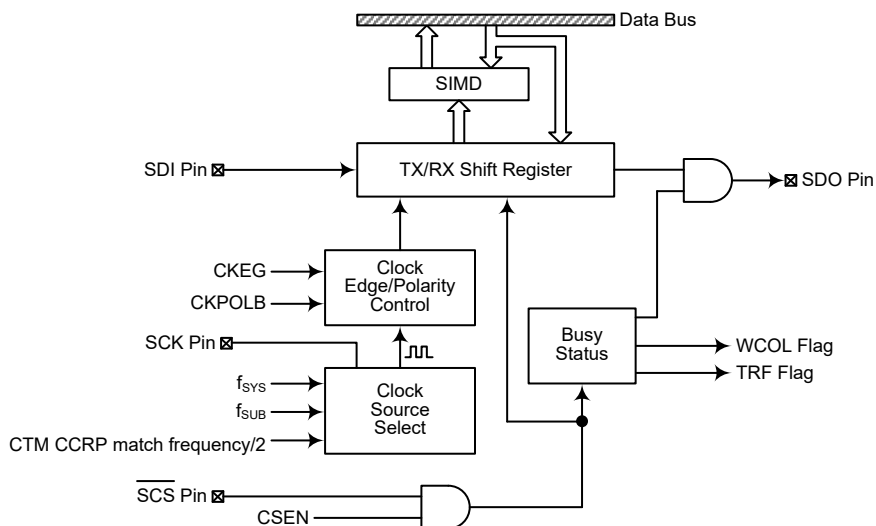 Data Bus
SIMD
SDI Pin
TX/RX Shift Register
SDO Pin
CKEG
CKPOLB
Clock
Edge/Polarity
Control
SCK Pin
Busy
Status
WCOL Flag
TRF Flag
fSYS
fSUB
CTM CCRP match frequency/2
Clock
Source
Select
SCS Pin
CSEN